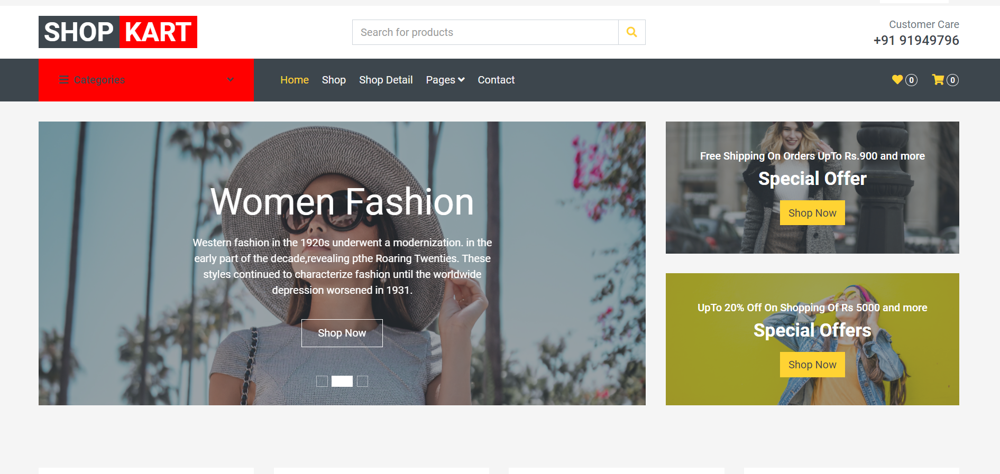 SHOP KART
Search for products
Customer Care
+91 91949796
Categories
Home Shop Shop Detail Pages Contact
0 0
Women Fashion
Western fashion in the 1920s underwent a modernization. in the
early part of the decade,revealing pthe Roaring Twenties. These
styles continued to characterize fashion until the worldwide
depression worsened in 1931.
Shop Now
Free Shipping On Orders UpTo Rs.900 and more
Special Offer
Shop Now
UpTo 20% Off On Shopping Of Rs 5000 and more
Special Offers
Shop Now